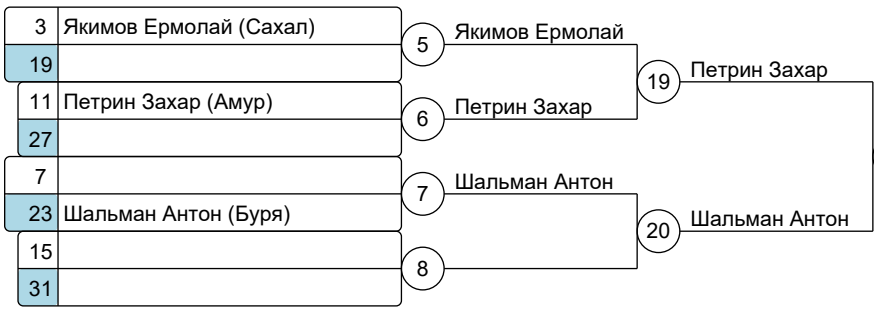 3 Якимов Ермолай (Сахал)
19
11 Петрин Захар (Амур)
27
7
23 Шальман Антон (Буря)
15
31
5 Якимов Ермолай
6 Петрин Захар
7 Шальман Антон
8
19 Петрин Захар
20 Шальман Антон